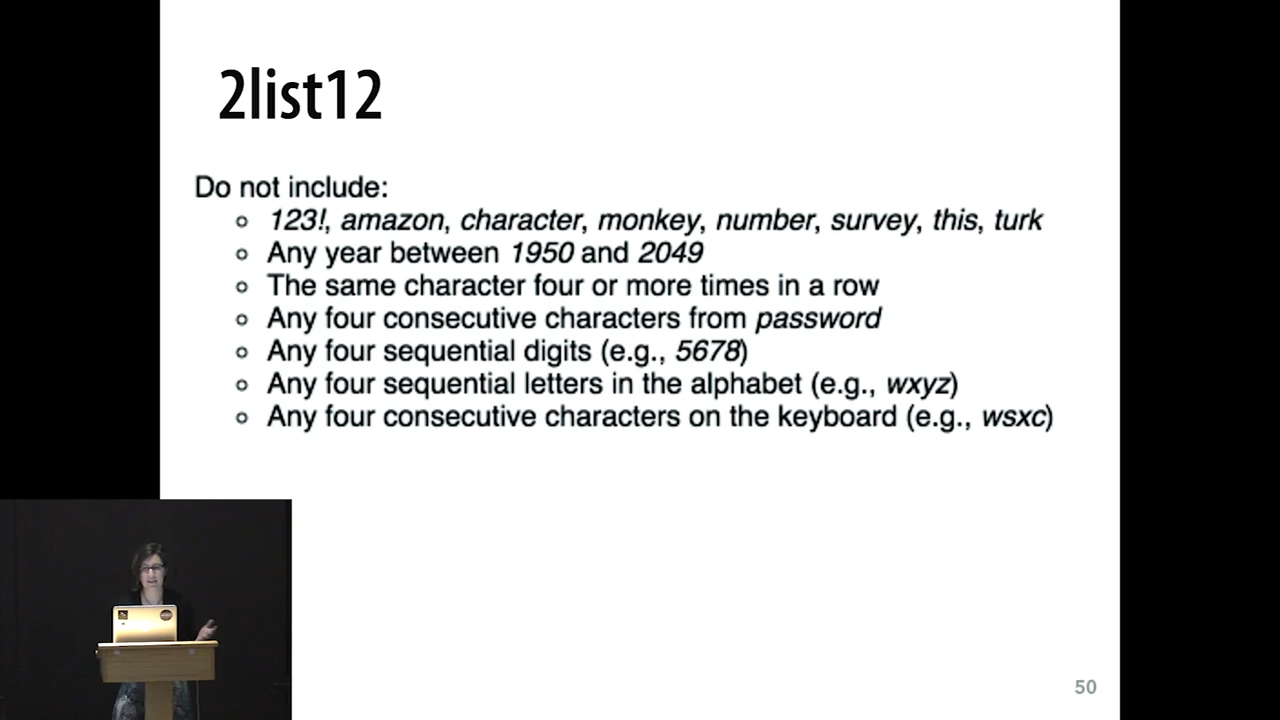 2list12
Do not include:
123!, amazon, character, monkey, number, survey, this, turk
Any year between 1950 and 2049
The same character four or more times in a row
Any four consecutive characters from password
Any four sequential digits (e.g., 5678)
Any four sequential letters in the alphabet (e.g., wxyz)
Any four consecutive characters on the keyboard (e.g., wsxc)
50